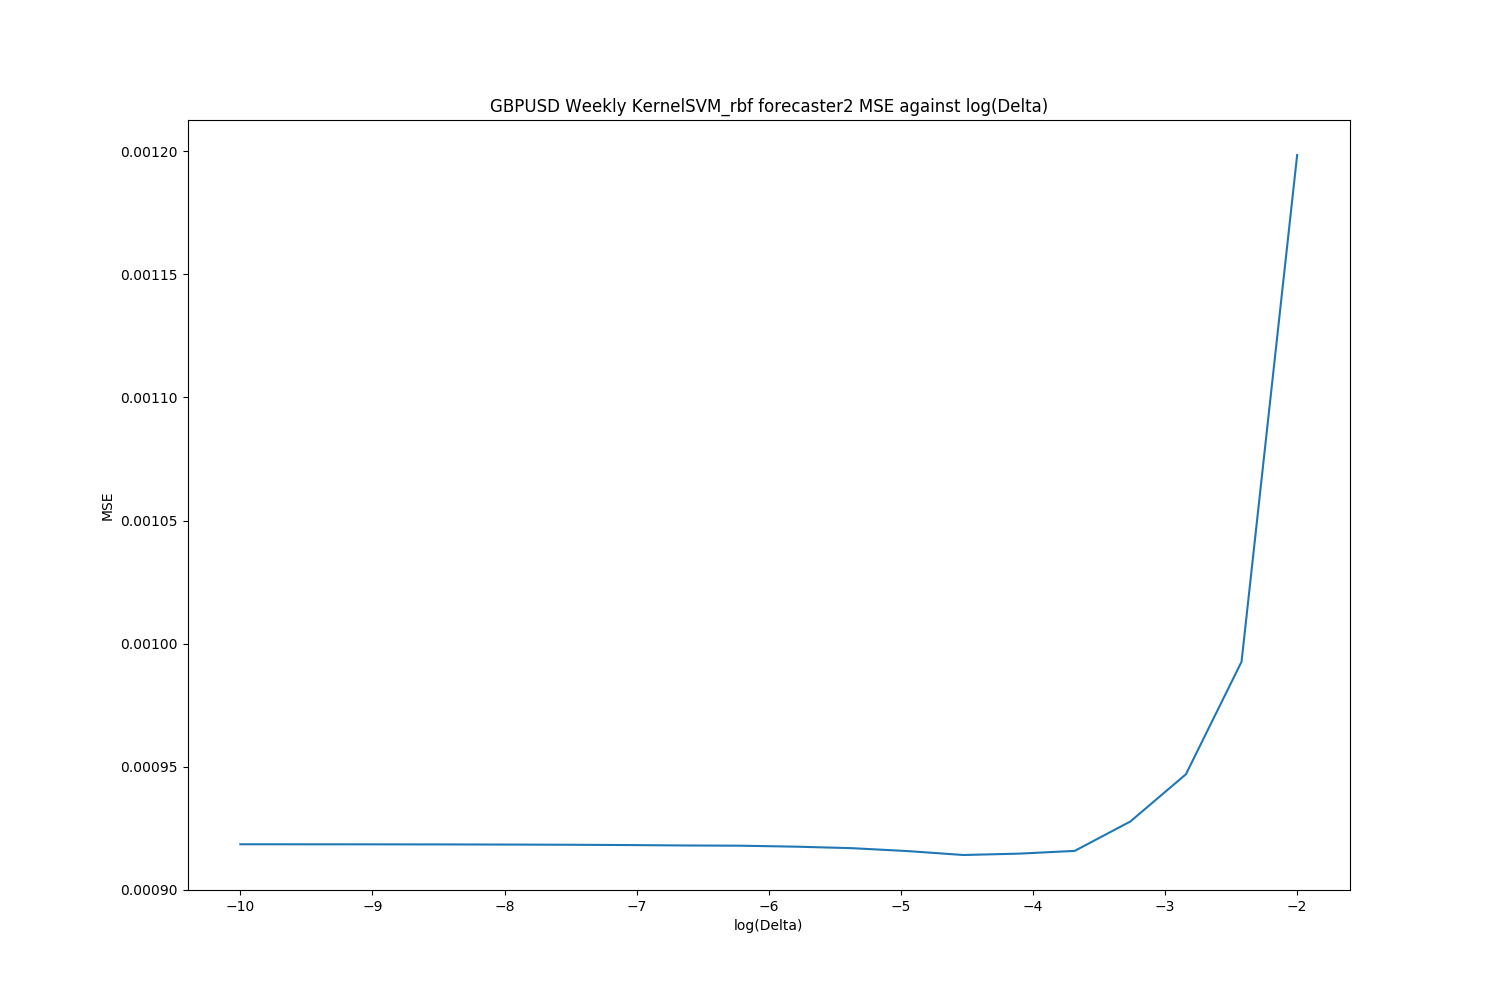 GBPUSD Weekly KernelSVM_rbf forecaster2 MSE against log(Delta)
0.00120
0.00115
0.00110
0.00105
0.00100
0.00095
0.00090
MSE
−10 −9 −8 −7 −6 −5 −4 −3 −2
log(Delta)